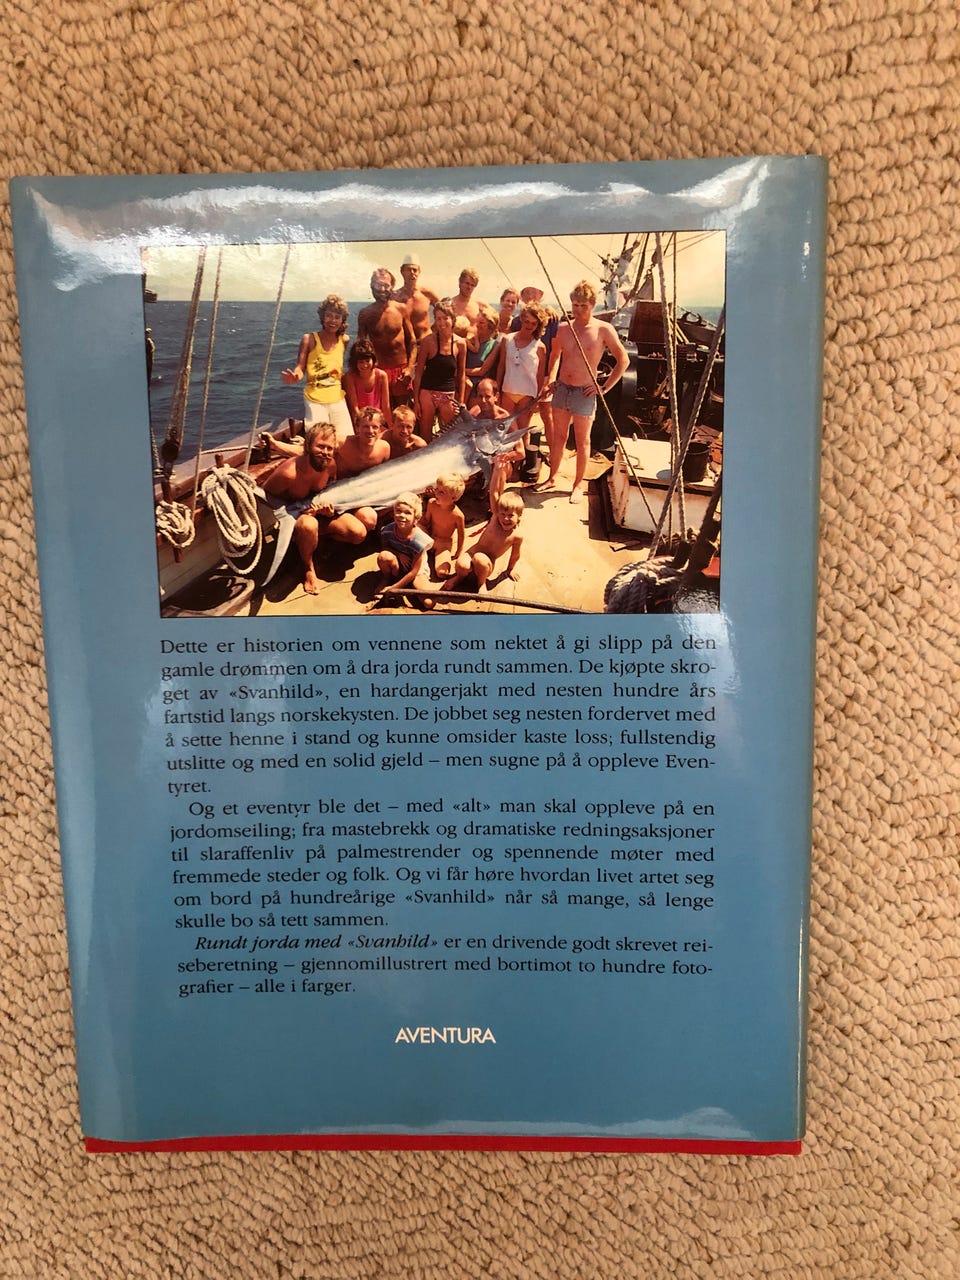 Dette er historien om vennene som nektet å gi slipp på den
gamle drømmen om å dra jorda rundt sammen. De kjøpte skro-
get av «Svanhild», en hardangerjakt med nesten hundre års
fartstid langs norskekysten. De jobbet seg nesten fordervet med
å sette henne i stand og kunne omsider kaste loss; fullstendig
utslitte og med en solid gjeld – men sugne på å oppleve Even-
tyret.
Og et eventyr ble det – med «alt» man skal oppleve på en
jordomseiling; fra mastebrekk og dramatiske redningsaksjoner
til slaraffenliv på palmestrender og spennende møter med
fremmede steder og folk. Og vi får høre hvordan livet artet seg
om bord på hundreårige «Svanhild» når så mange, så lenge
skulle bo så tett sammen.
Rundt jorda med «Svanhild» er en drivende godt skrevet rei-
seberetning – gjennomillustrert med bortimot to hundre foto-
grafier – alle i farger.
AVENTURA